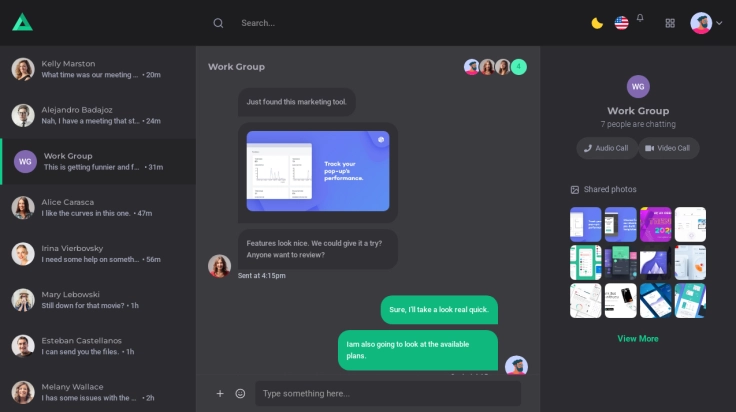 Search...
Kelly Marston
What time was our meeting ... • 20m
Alejandro Badajoz
Nah, I have a meeting that st... • 24m
WG
Work Group
This is getting funnier and f... • 31m
Alice Carasca
I like the curves in this one. • 47m
Irina Vierbovsky
I need some help on someth... • 56m
Mary Lebowski
Still down for that movie? • 1h
Esteban Castellanos
I can send you the files. • 1h
Melany Wallace
I has some issues with the ... • 2h
Work Group
4
Just found this marketing tool.
Track your
pop-up's
performance.
Features look nice. We could give it a try?
Anyone want to review?
Sent at 4:15pm
Sure, I'll take a look real quick.
Iam also going to look at the available
plans.
Type something here...
WG
Work Group
7 people are chatting
Audio Call
Video Call
Shared photos
View More